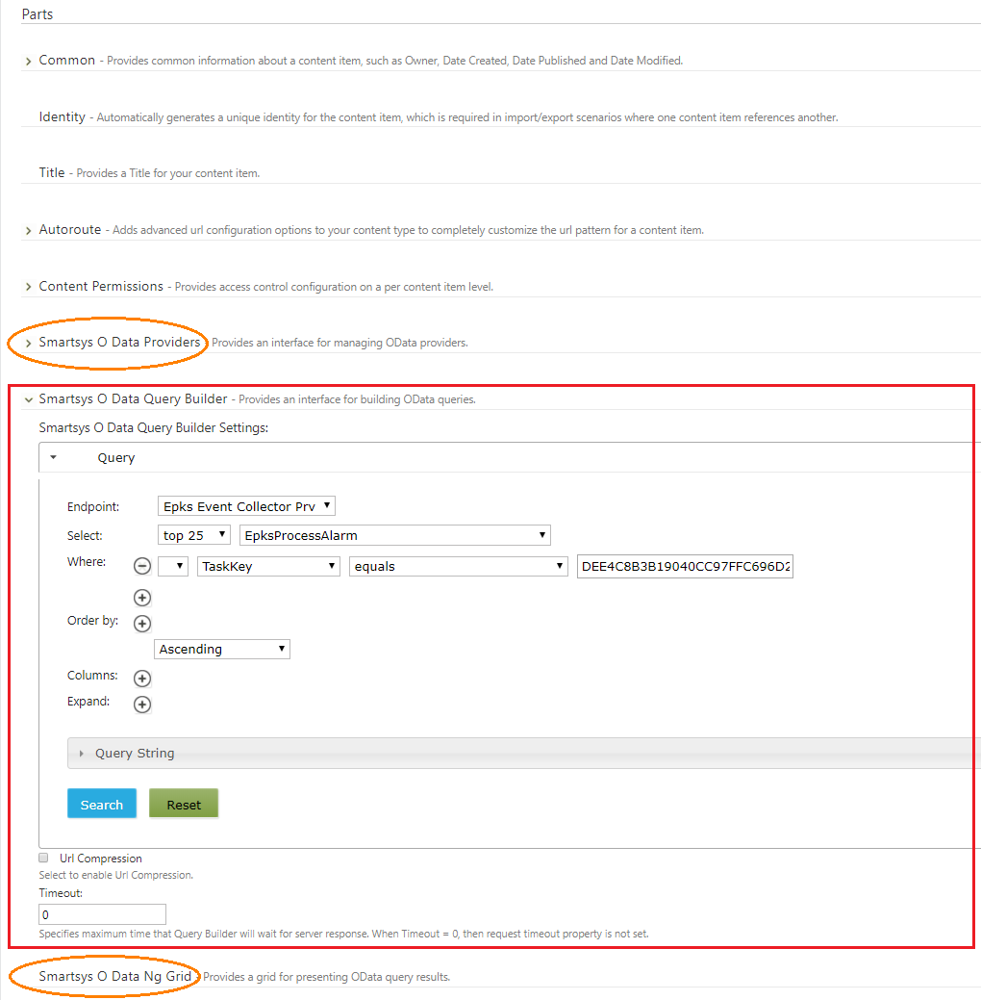 Parts
Common - Provides common information about a content item, such as Owner, Date Created, Date Published and Date Modified.
Identity - Automatically generates a unique identity for the content item, which is required in import/export scenarios where one content item references another.
Title - Provides a Title for your content item.
Autoroute - Adds advanced url configuration options to your content type to completely customize the url pattern for a content item.
Content Permissions - Provides access control configuration on a per content item level.
Smartsys O Data Providers Provides an interface for managing OData providers.
Smartsys O Data Query Builder - Provides an interface for building OData queries.
Smartsys O Data Query Builder Settings:
Query
Endpoint: Epks Event Collector Prv
Select: top 25 EpksProcessAlarm
Where: TaskKey equals DEE4C8B3B19040CC97FFC696D2
Order by:
Ascending
Columns:
Expand:
Query String
Search Reset
Url Compression
Select to enable Url Compression.
Timeout:
0
Specifies maximum time that Query Builder will wait for server response. When Timeout = 0, then request timeout property is not set.
Smartsys O Data Ng Grid - Provides a grid for presenting OData query results.